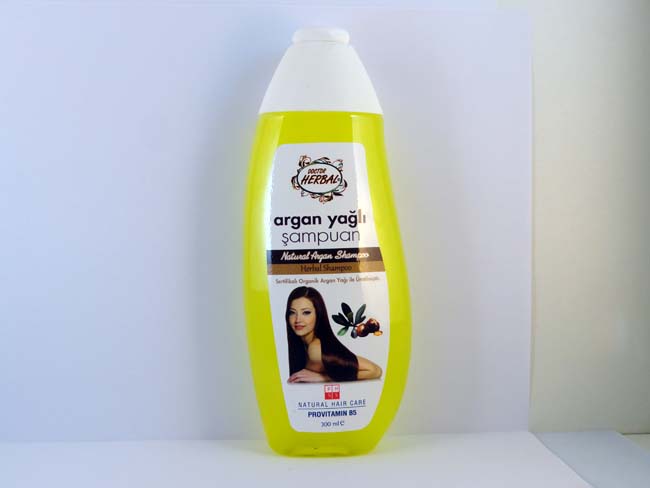 DOCTOR
HERBAL
argan yağlı
şampuan
Natural Argan Shampoo
Herbal Shampoo
Sertifikalı Organik Argan Yağı ile Üretilmiştir.
NATURAL HAIR CARE
PROVITAMIN B5
300 ml e